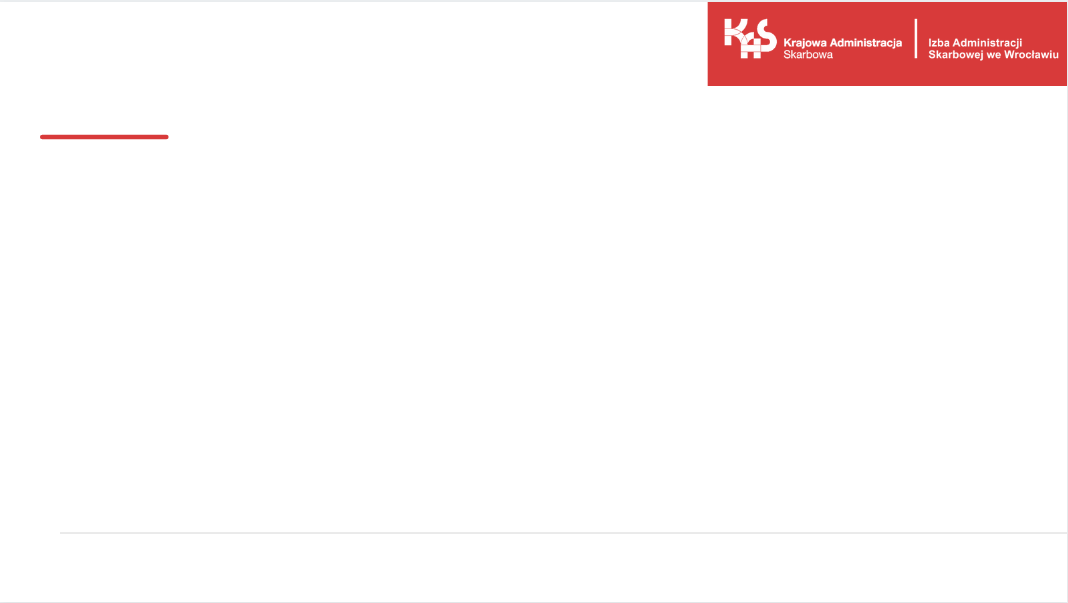 KAS
Krajowa Administracja
Skarbowa
Izba Administracji
Skarbowej we Wrocławiu